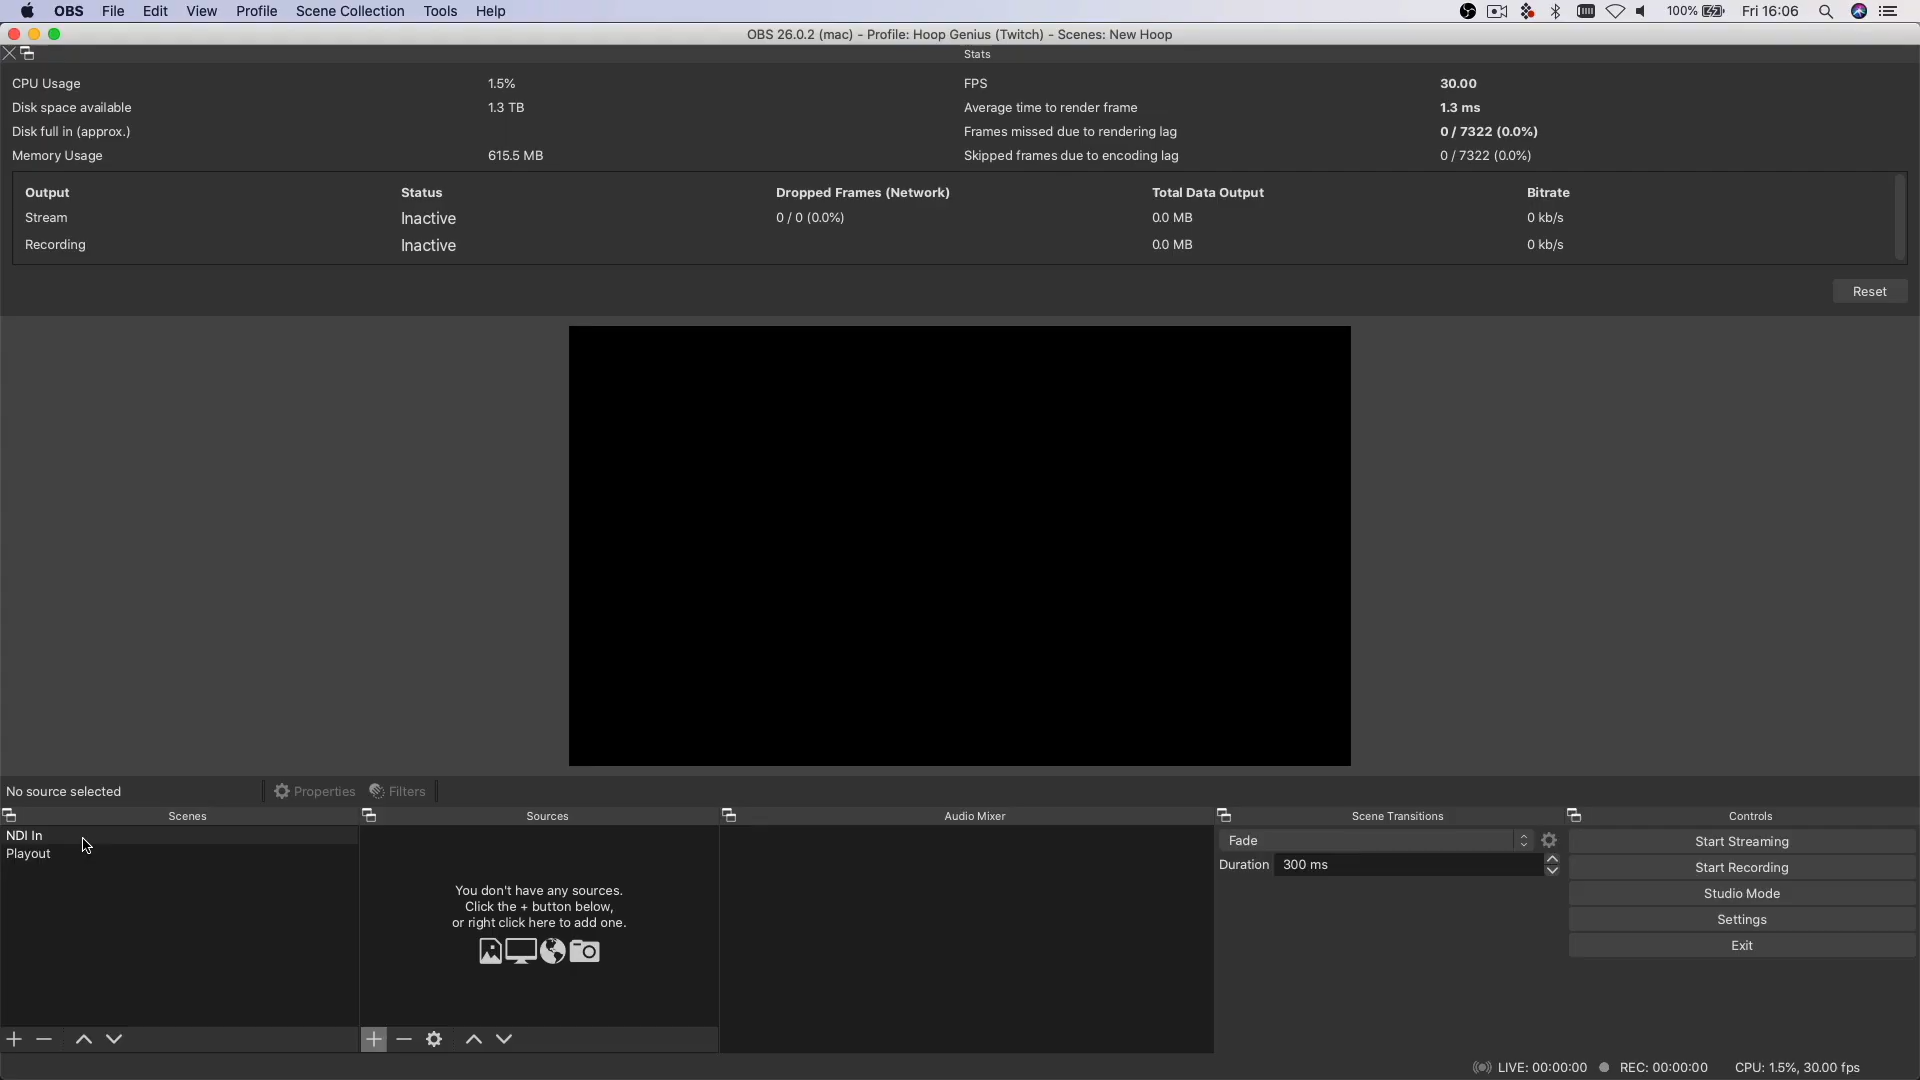 OBS File Edit View Profile Scene Collection Tools Help 100% Fri 16:06
OBS 26.0.2 (mac) - Profile: Hoop Genius (Twitch) - Scenes: New Hoop
Stats
CPU Usage 1.5% FPS 30.00
Disk space available 1.3 TB Average time to render frame 1.3 ms
Disk full in (approx.) Frames missed due to rendering lag 0 / 7322 (0.0%)
Memory Usage 615.5 MB Skipped frames due to encoding lag 0 / 7322 (0.0%)
Output Status Dropped Frames (Network) Total Data Output Bitrate
Stream Inactive 0 / 0 (0.0%) 0.0 MB 0 kb/s
Recording Inactive 0.0 MB 0 kb/s
Reset
No source selected Properties Filters
Scenes Sources Audio Mixer Scene Transitions Controls
NDI In
Playout
You don't have any sources.
Click the + button below,
or right click here to add one.
Fade
Duration 300 ms
Start Streaming
Start Recording
Studio Mode
Settings
Exit
LIVE: 00:00:00 REC: 00:00:00 CPU: 1.5%, 30.00 fps